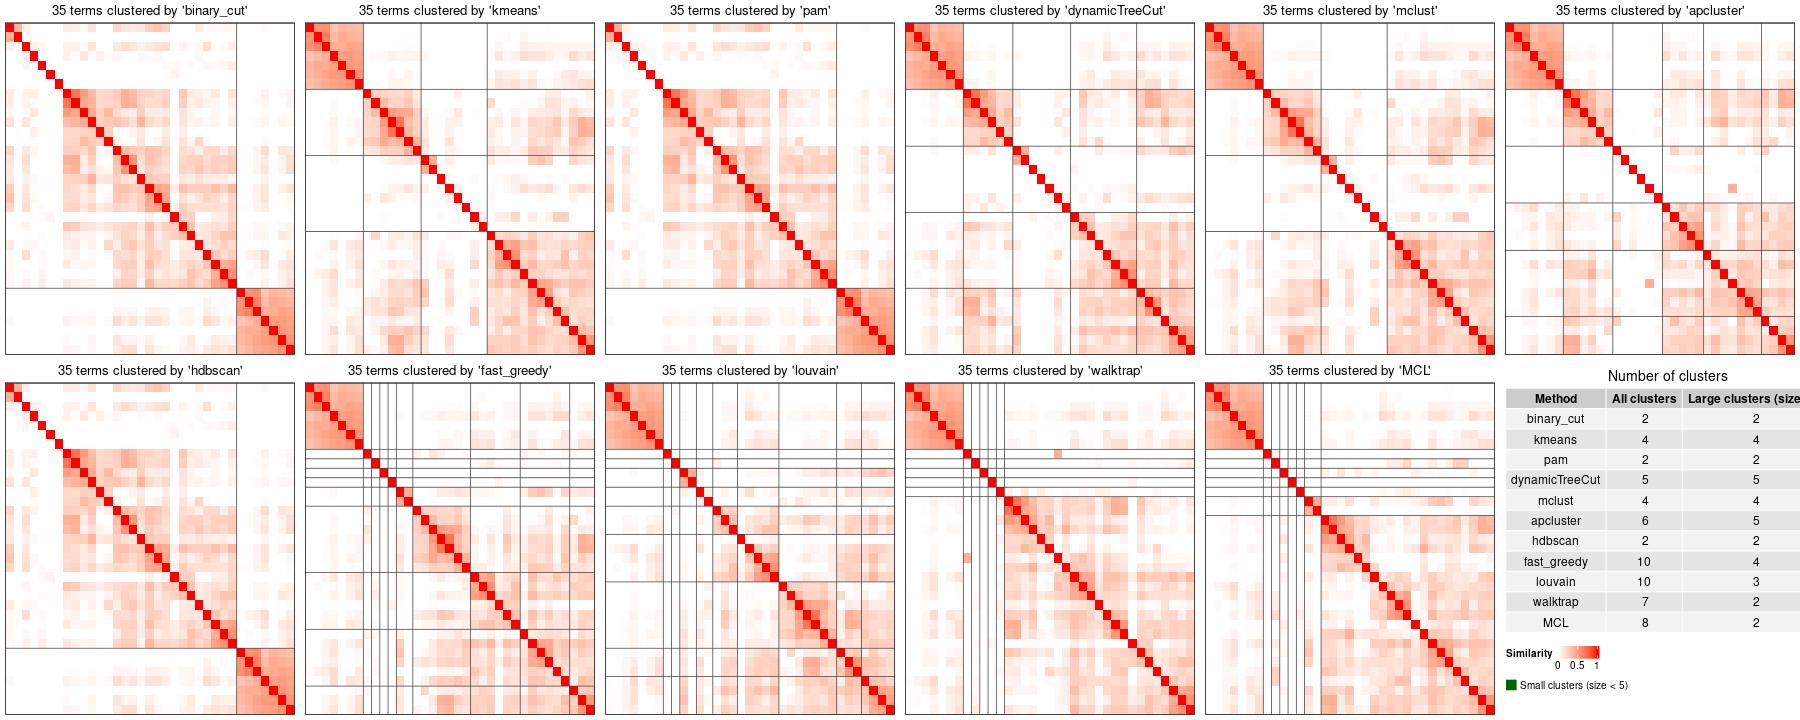 35 terms clustered by 'binary_cut'
35 terms clustered by 'kmeans'
35 terms clustered by 'pam'
35 terms clustered by 'dynamicTreeCut'
35 terms clustered by 'mclust'
35 terms clustered by 'apcluster'
35 terms clustered by 'hdbscan'
35 terms clustered by 'fast_greedy'
35 terms clustered by 'louvain'
35 terms clustered by 'walktrap'
35 terms clustered by 'MCL'
Number of clusters
Method All clusters Large clusters (size
binary_cut 2 2
kmeans 4 4
pam 2 2
dynamicTreeCut 5 5
mclust 4 4
apcluster 6 5
hdbscan 2 2
fast_greedy 10 4
louvain 10 3
walktrap 7 2
MCL 8 2
Similarity
0 0.5 1
Small clusters (size < 5)